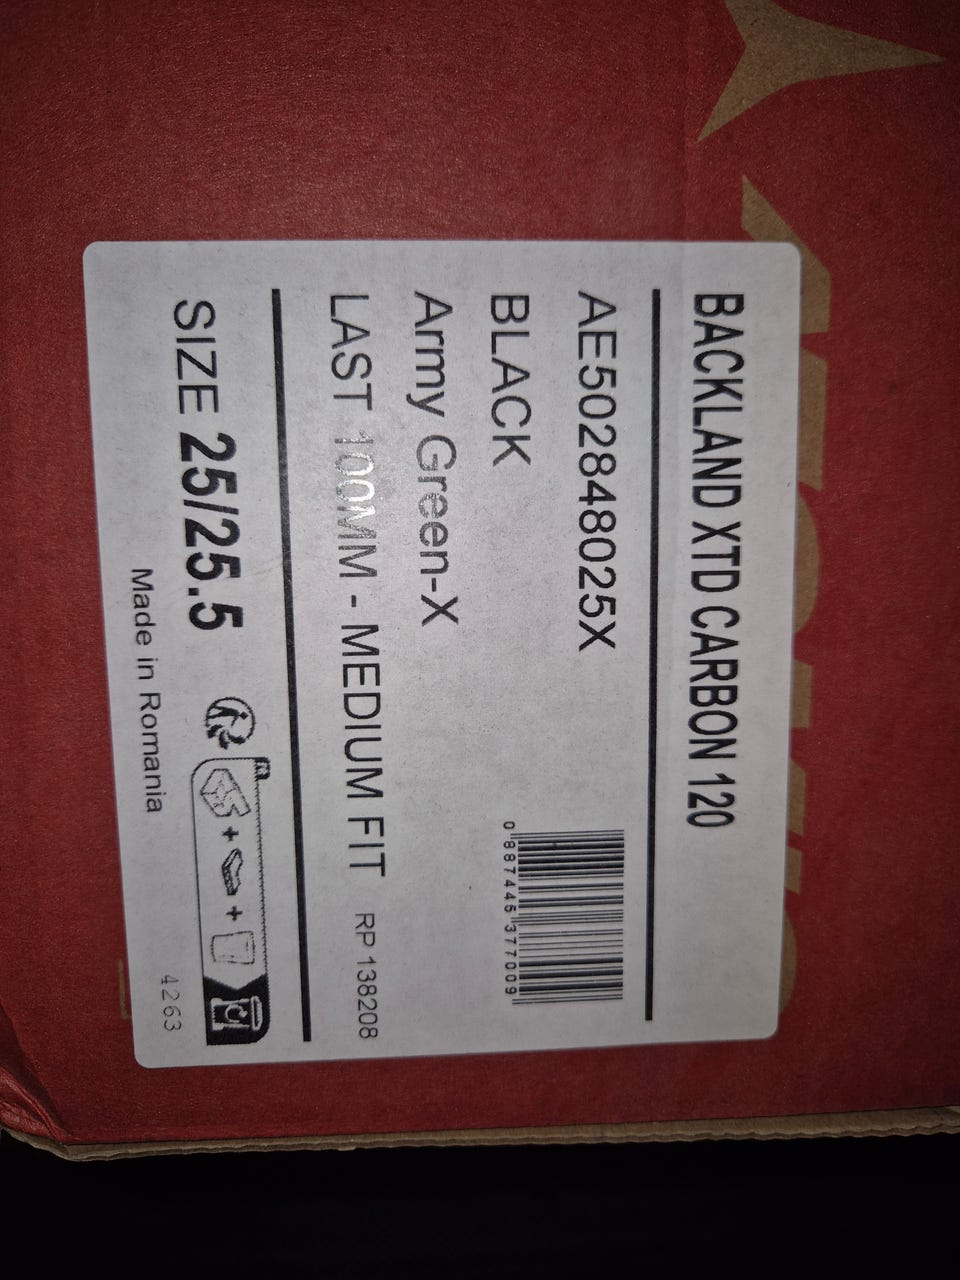 BACKLAND XTD CARBON 120
AE502848025X
BLACK
0 887445 377009
Army Green-X
LAST 100MM - MEDIUM FIT RP 138208
SIZE 25/25.5
FR
Made in Romania
4263